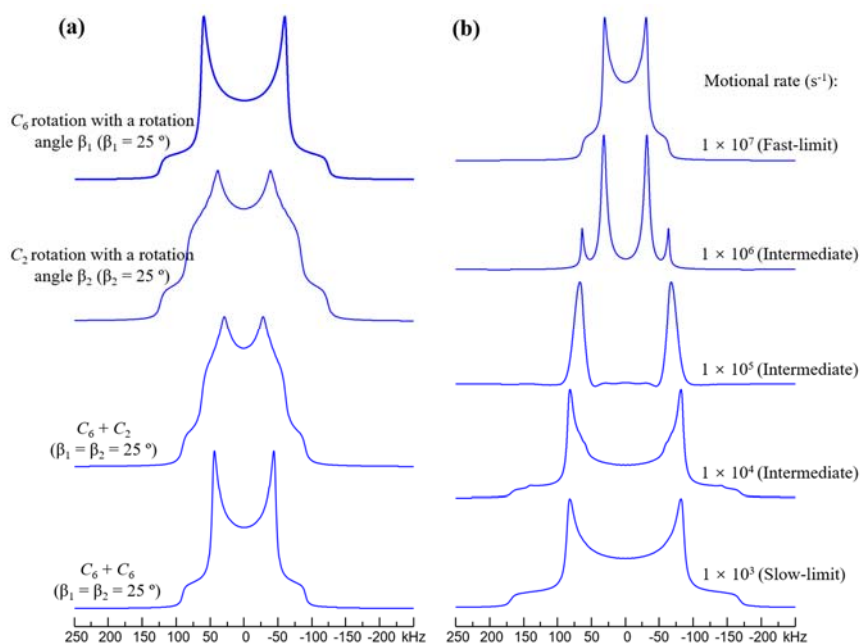 (a)
(b)
C₆ rotation with a rotation
angle β₁ (β₁ = 25 º)
C₂ rotation with a rotation
angle β₂ (β₂ = 25 º)
C₆ + C₂
(β₁ = β₂ = 25 º)
C₆ + C₆
(β₁ = β₂ = 25 º)
250 200 150 100 50 0 -50 -100 -150 -200 kHz
Motional rate (s⁻¹):
1 × 10⁷ (Fast-limit)
1 × 10⁶ (Intermediate)
1 × 10⁵ (Intermediate)
1 × 10⁴ (Intermediate)
1 × 10³ (Slow-limit)
250 200 150 100 50 0 -50 -100 -150 -200 kHz